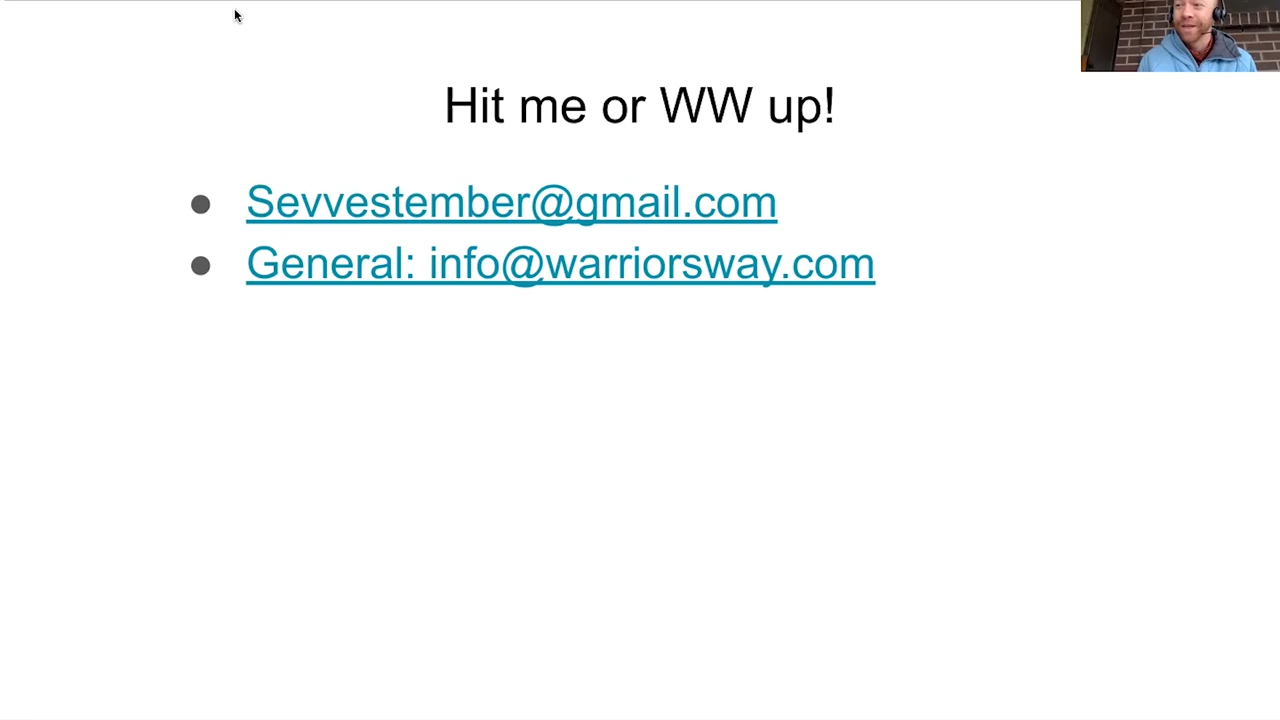 Hit me or WW up!
● Sevvestember@gmail.com
● General: info@warriorsway.com